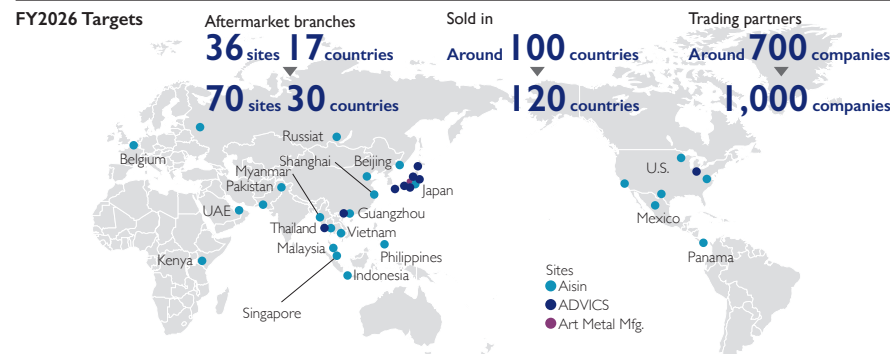 FY2026 Targets
Aftermarket branches
36 sites 17 countries
70 sites 30 countries
Sold in
Around 100 countries
120 countries
Trading partners
Around 700 companies
1,000 companies
Belgium
Russiat
Shanghai
Beijing
Myanmar
Pakistan
Japan
UAE
Guangzhou
Thailand
Vietnam
Malaysia
Philippines
Kenya
Indonesia
Singapore
U.S.
Mexico
Panama
Sites
Aisin
ADVICS
Art Metal Mfg.